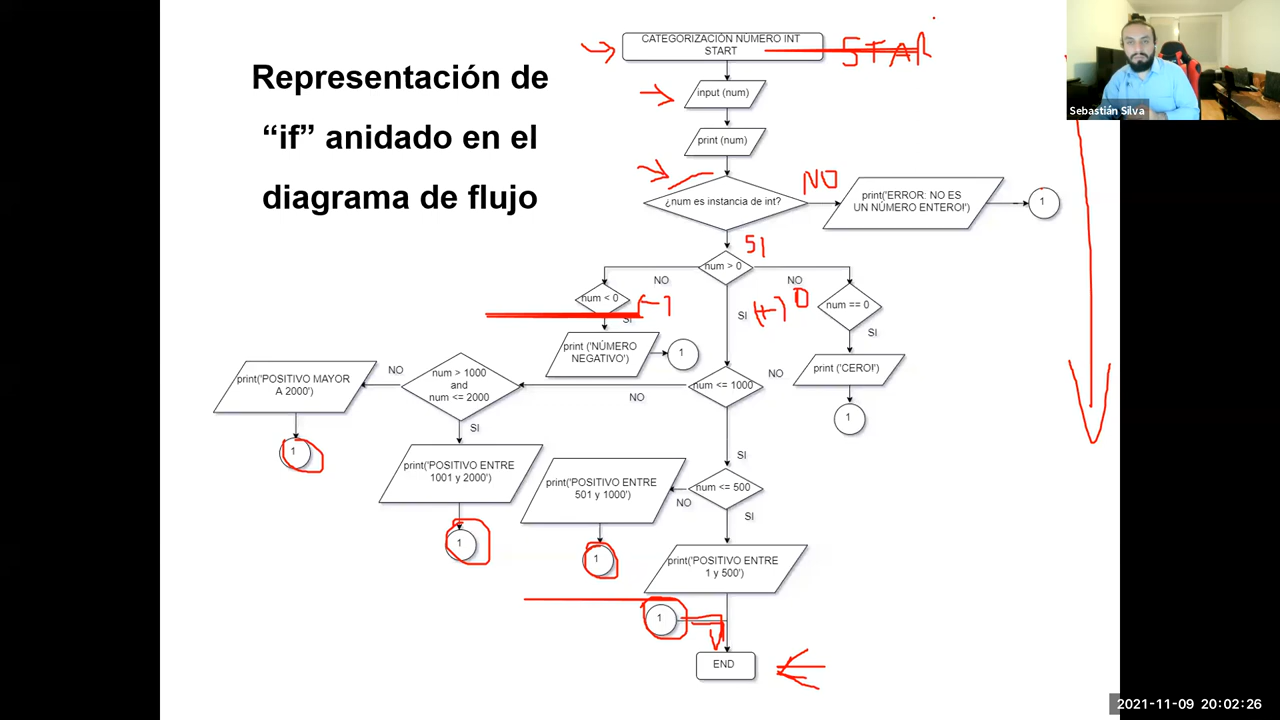 Representación de
“if” anidado en el
diagrama de flujo
CATEGORIZACIÓN NÚMERO INT
START
STAR
input (num)
print (num)
¿num es instancia de int?
NO
print('ERROR: NO ES
UN NÚMERO ENTERO!')
1
SI
num > 0
NO
NO
num < 0
(-)
SI
SI
(+)
0
num == 0
SI
print ('NÚMERO
NEGATIVO')
1
print ('CERO!')
1
num <= 1000
NO
NO
num > 1000
and
num <= 2000
NO
print('POSITIVO MAYOR
A 2000')
1
SI
print('POSITIVO ENTRE
1001 y 2000')
1
SI
num <= 500
NO
print('POSITIVO ENTRE
501 y 1000')
1
SI
print('POSITIVO ENTRE
1 y 500')
1
END
Sebastián Silva
2021-11-09 20:02:26